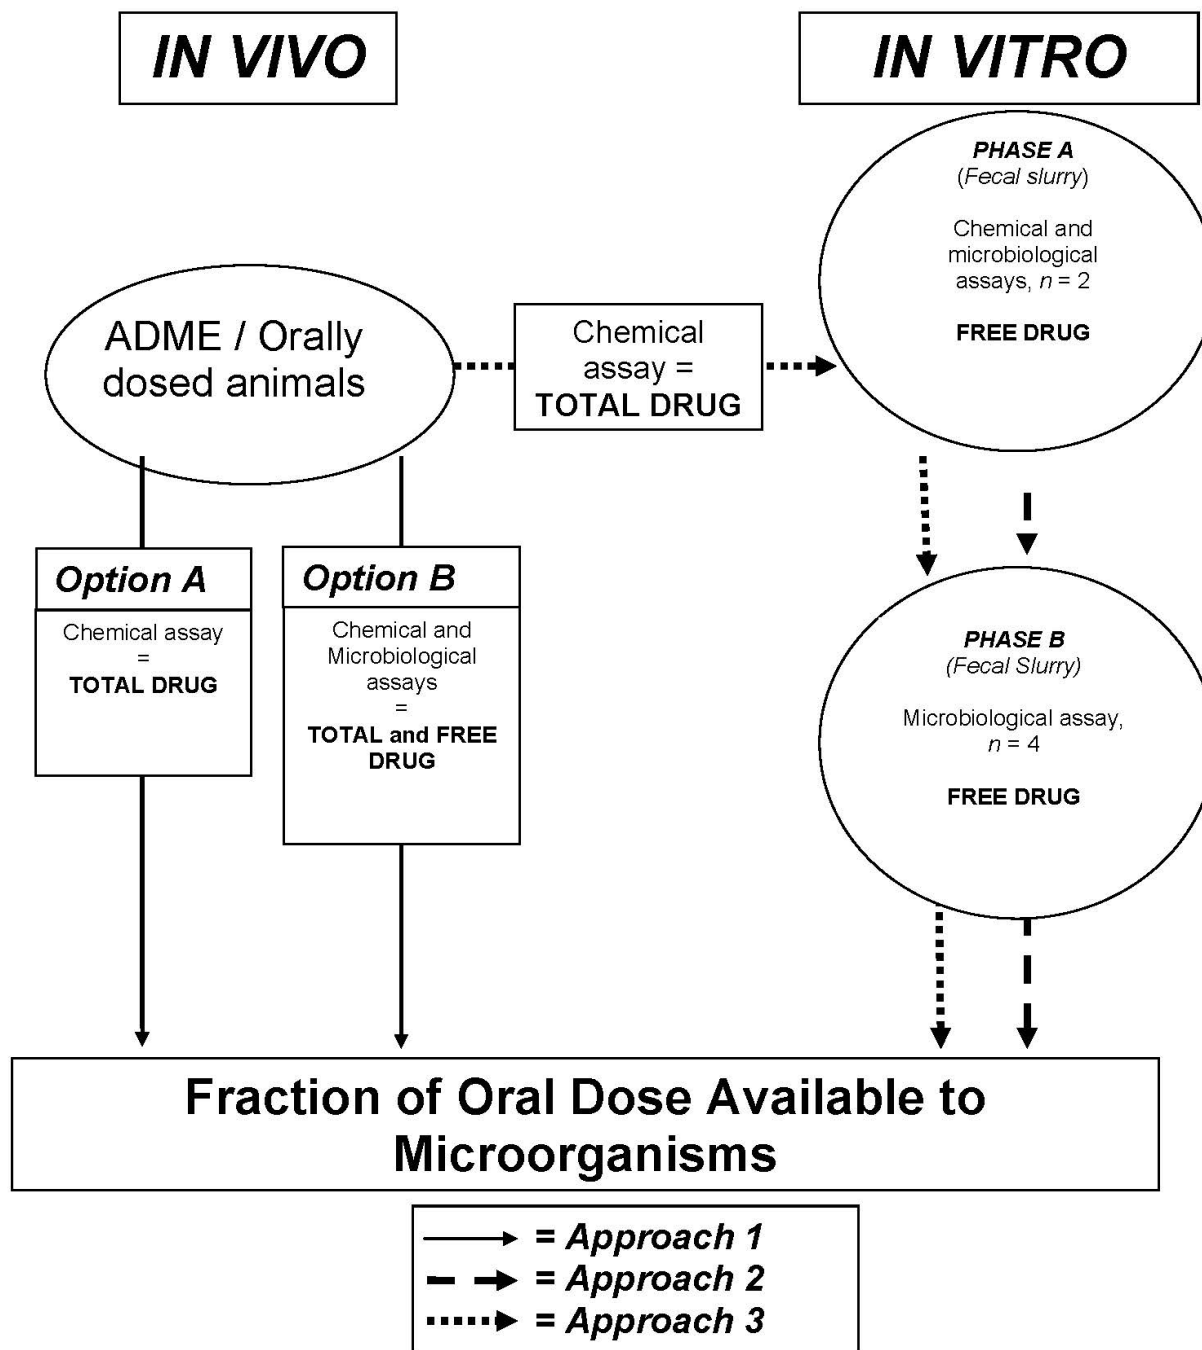 IN VIVO
IN VITRO
PHASE A
(Fecal slurry)
Chemical and
microbiological
assays, n = 2
FREE DRUG
ADME / Orally
dosed animals
Chemical
assay =
TOTAL DRUG
Option A
Chemical assay
=
TOTAL DRUG
Option B
Chemical and
Microbiological
assays
=
TOTAL and FREE
DRUG
PHASE B
(Fecal Slurry)
Microbiological assay,
n = 4
FREE DRUG
Fraction of Oral Dose Available to
Microorganisms
= Approach 1
= Approach 2
= Approach 3